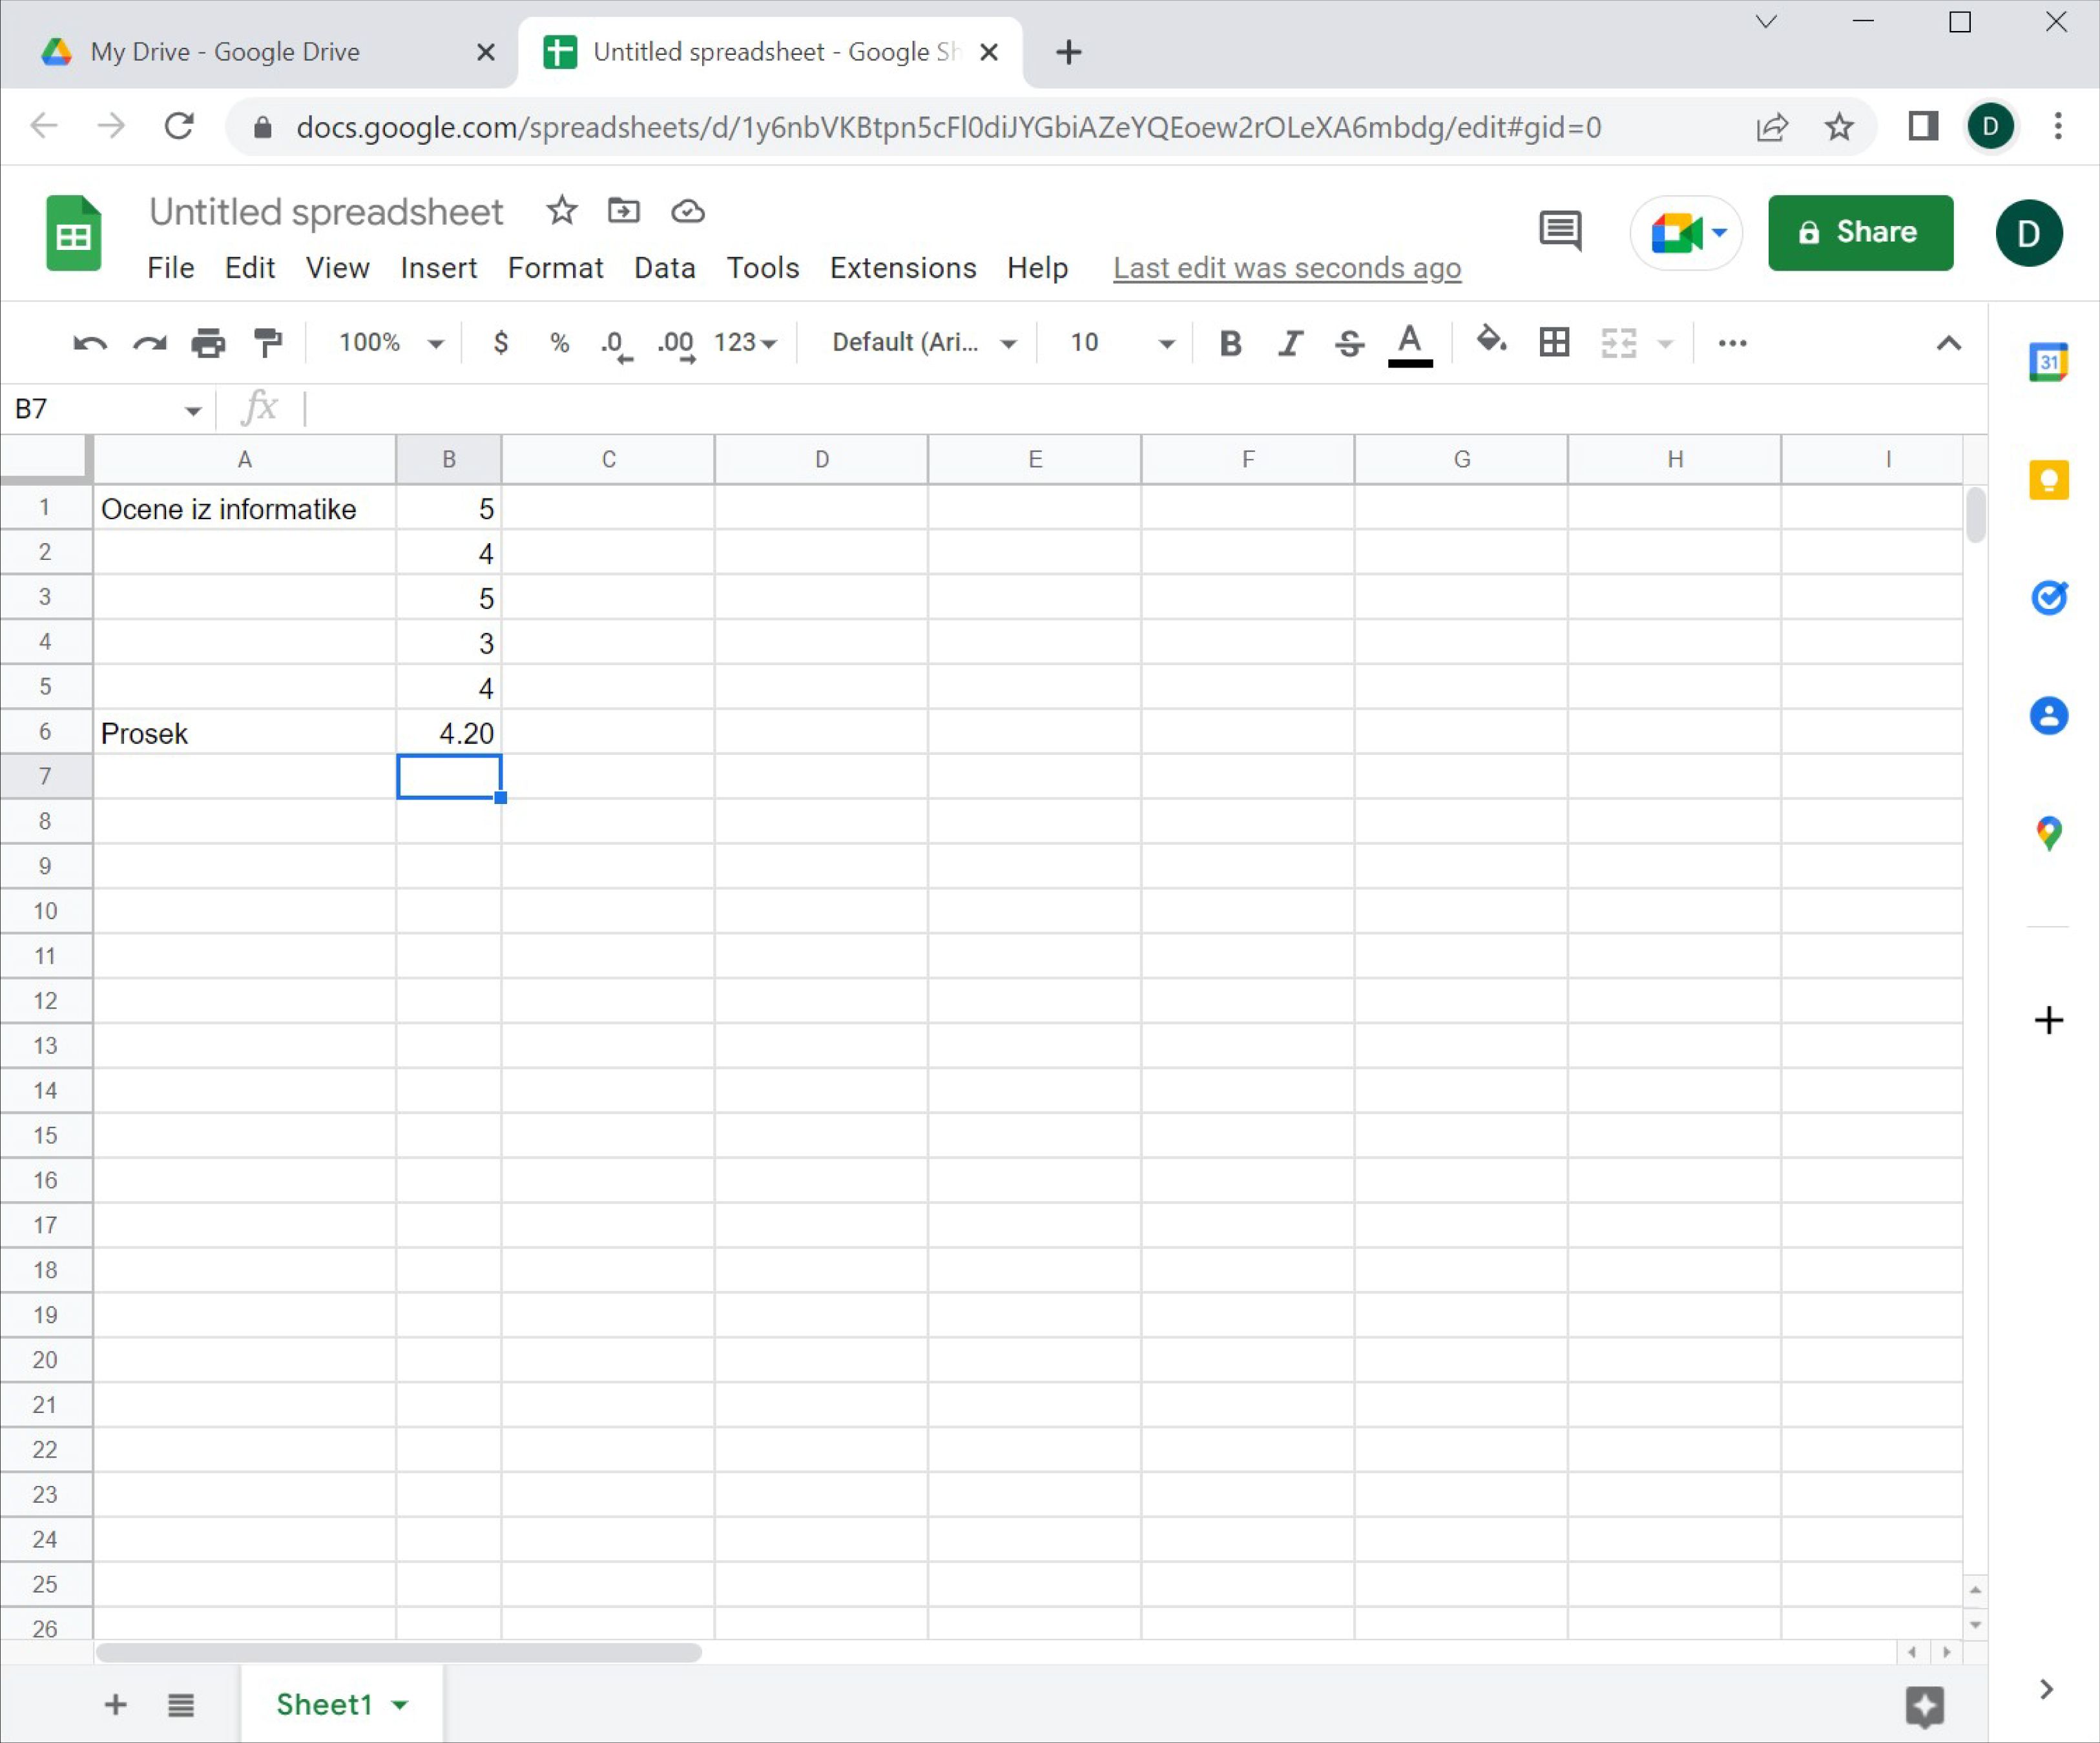 My Drive - Google Drive
Untitled spreadsheet - Google Sh
docs.google.com/spreadsheets/d/1y6nbVKBtpn5cFl0diJYGbiAZeYQEoew2rOLeXA6mbdg/edit#gid=0
D
Untitled spreadsheet
Share
D
File Edit View Insert Format Data Tools Extensions Help Last edit was seconds ago
100% $ % .0 .00 123 Default (Ari... 10 B I S A
31
B7 fx
A B C D E F G H I
1 Ocene iz informatike 5
2 4
3 5
4 3
5 4
6 Prosek 4.20
7
8
9
10
11
12
13
14
15
16
17
18
19
20
21
22
23
24
25
26
Sheet1